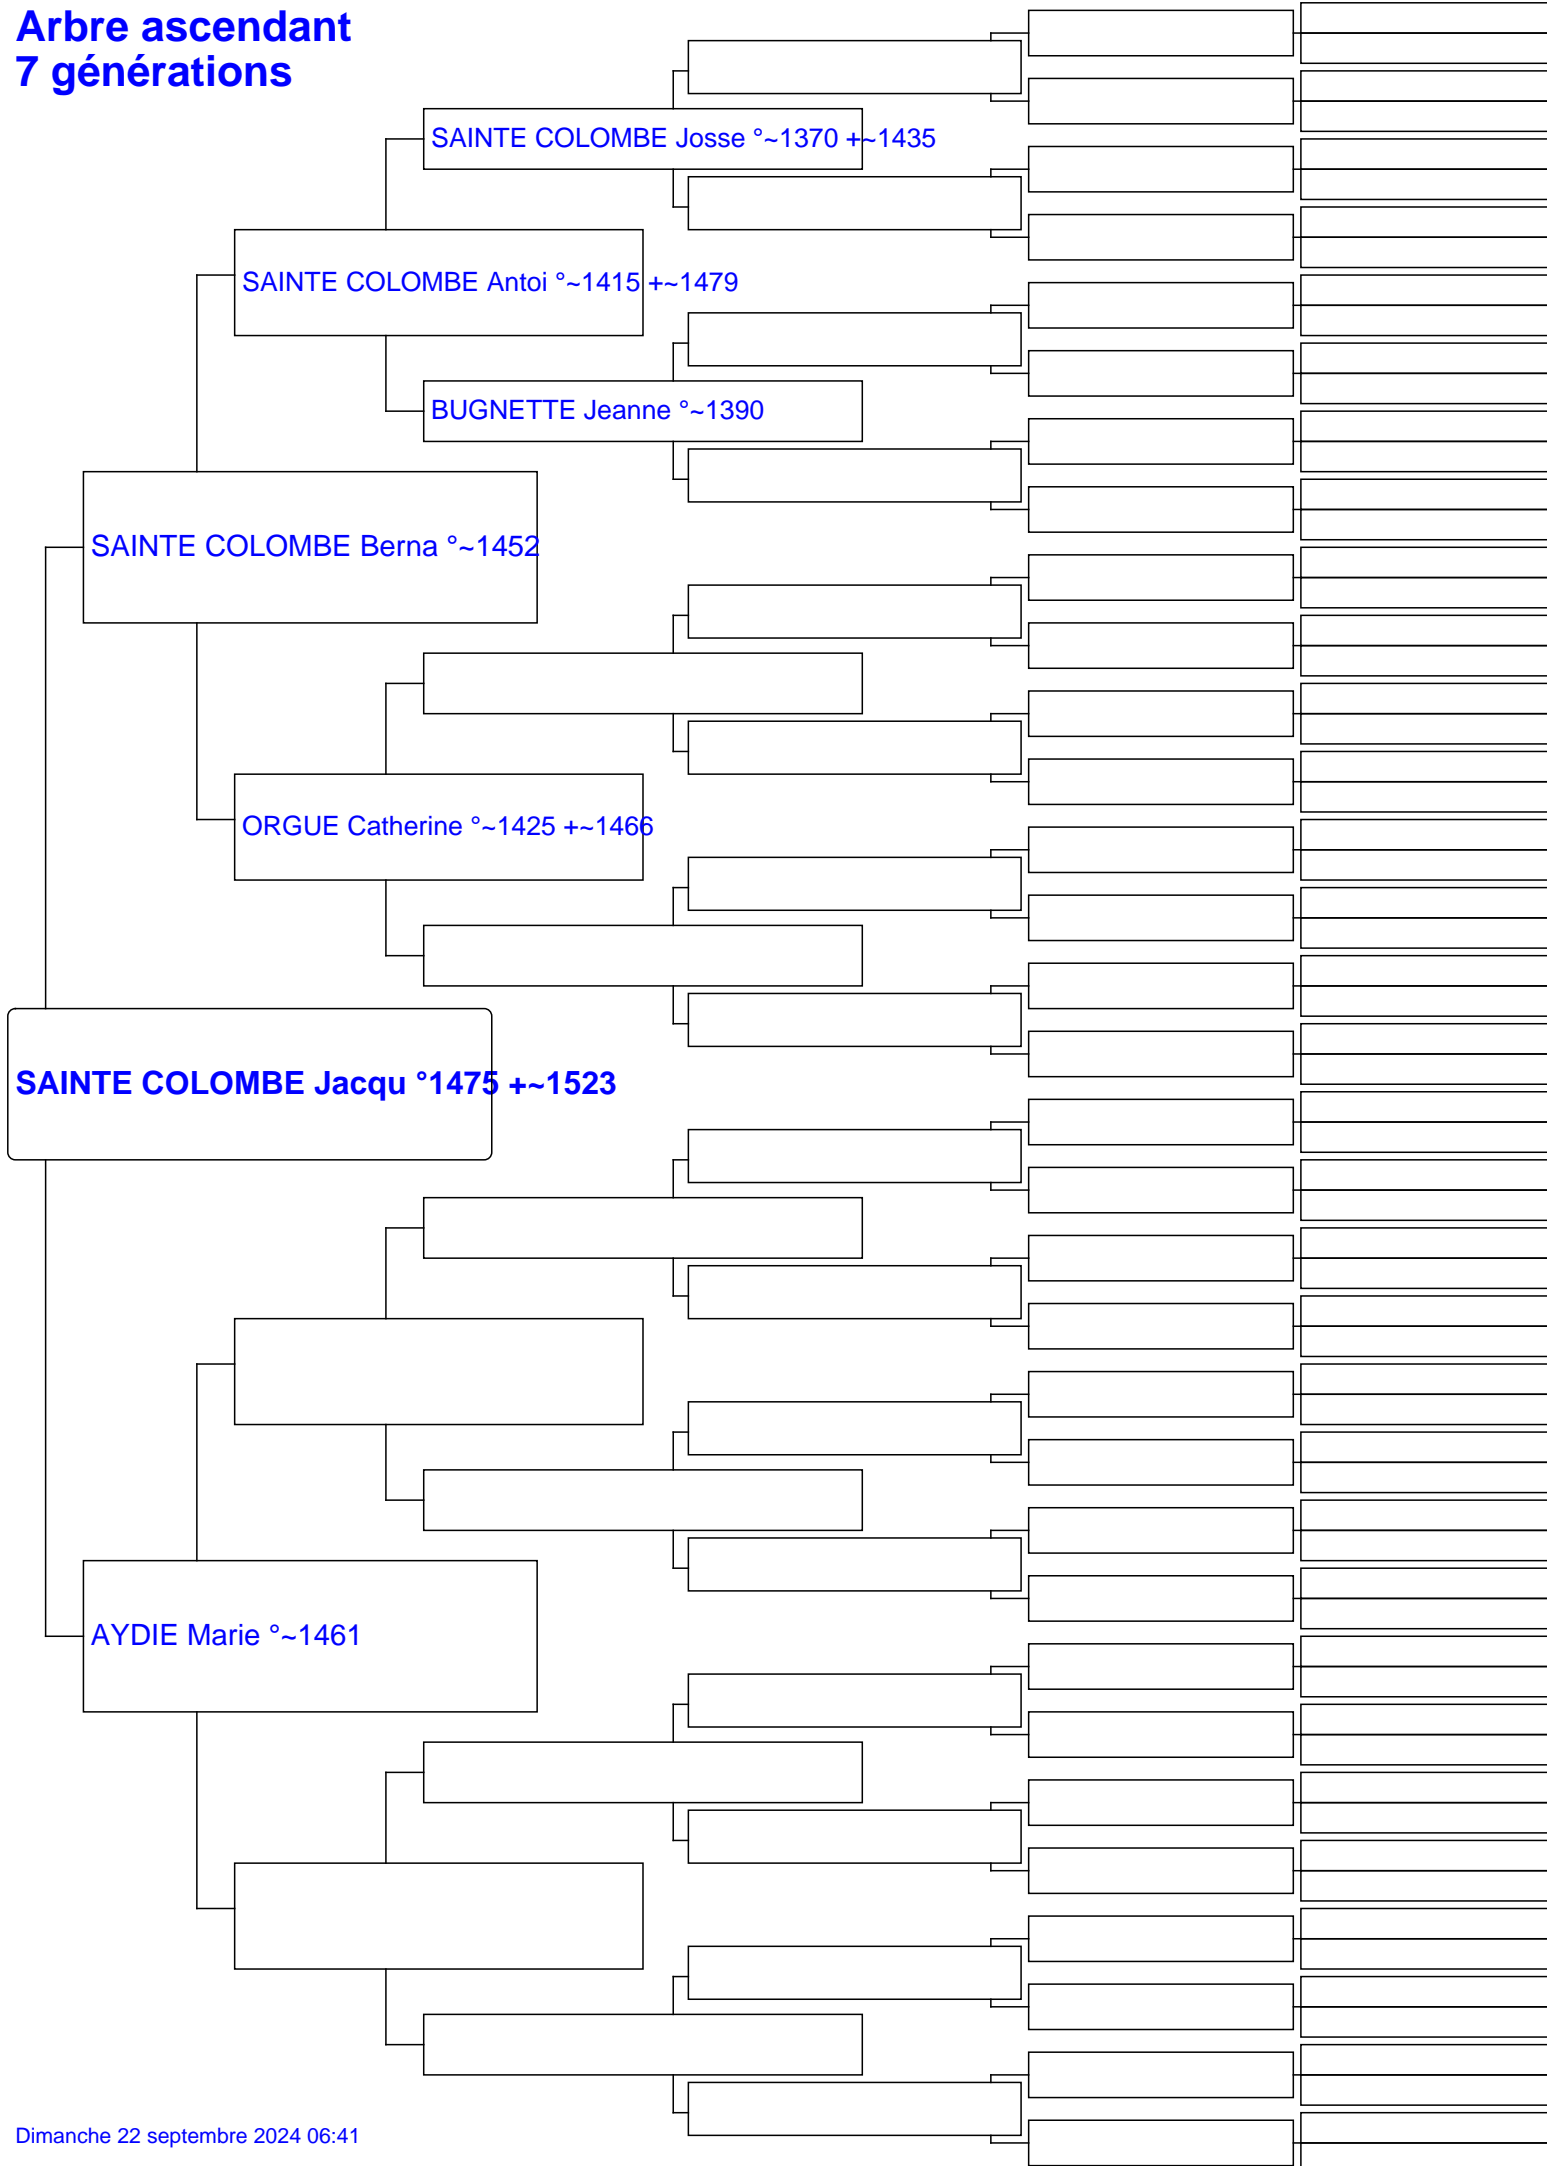 Arbre ascendant
7 générations
SAINTE COLOMBE Josse °~1370 +~1435
SAINTE COLOMBE Antoi °~1415 +~1479
BUGNETTE Jeanne °~1390
SAINTE COLOMBE Berna °~1452
ORGUE Catherine °~1425 +~1466
SAINTE COLOMBE Jacqu °1475 +~1523
AYDIE Marie °~1461
Dimanche 22 septembre 2024 06:41